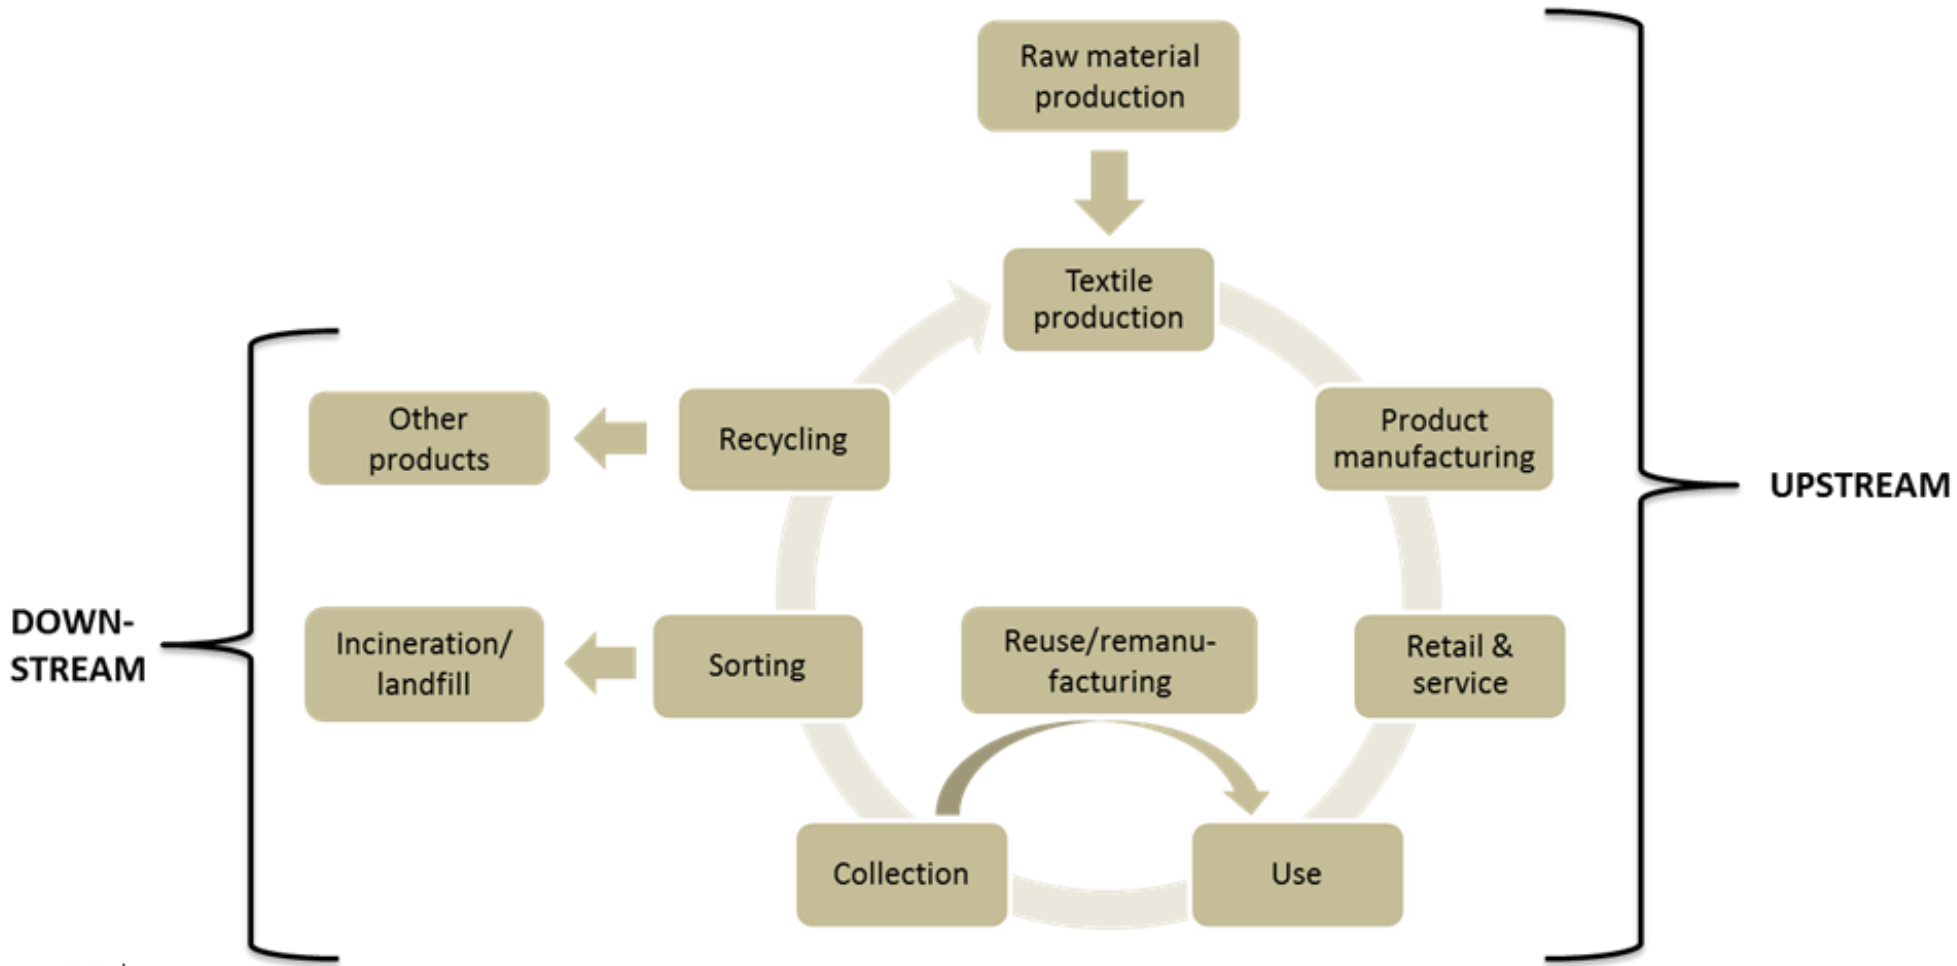 Raw material
production
Textile
production
Other
products
Recycling
Product
manufacturing
UPSTREAM
DOWN-
STREAM
Incineration/
landfill
Sorting
Reuse/remanu-
facturing
Retail &
service
Collection
Use